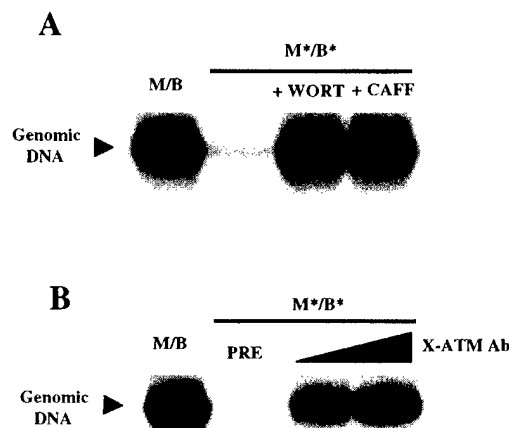 A
M*/B*
M/B
+ WORT + CAFF
Genomic
DNA
B
M*/B*
M/B
PRE
X-ATM Ab
Genomic
DNA